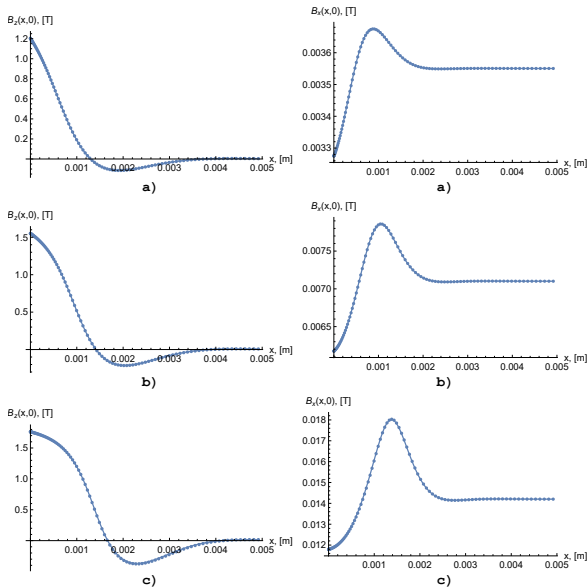 B_z(x,0), [T]
1.2
1.0
0.8
0.6
0.4
0.2
0.001 0.002 0.003 0.004 0.005
x, [m]
a)
B_x(x,0), [T]
0.0036
0.0035
0.0034
0.0033
0.001 0.002 0.003 0.004 0.005
x, [m]
a)
B_z(x,0), [T]
1.5
1.0
0.5
0.001 0.002 0.003 0.004 0.005
x, [m]
b)
B_x(x,0), [T]
0.0075
0.0070
0.0065
0.001 0.002 0.003 0.004 0.005
x, [m]
b)
B_z(x,0), [T]
1.5
1.0
0.5
0.001 0.002 0.003 0.004 0.005
x, [m]
c)
B_x(x,0), [T]
0.018
0.017
0.016
0.015
0.014
0.013
0.012
0.001 0.002 0.003 0.004 0.005
x, [m]
c)